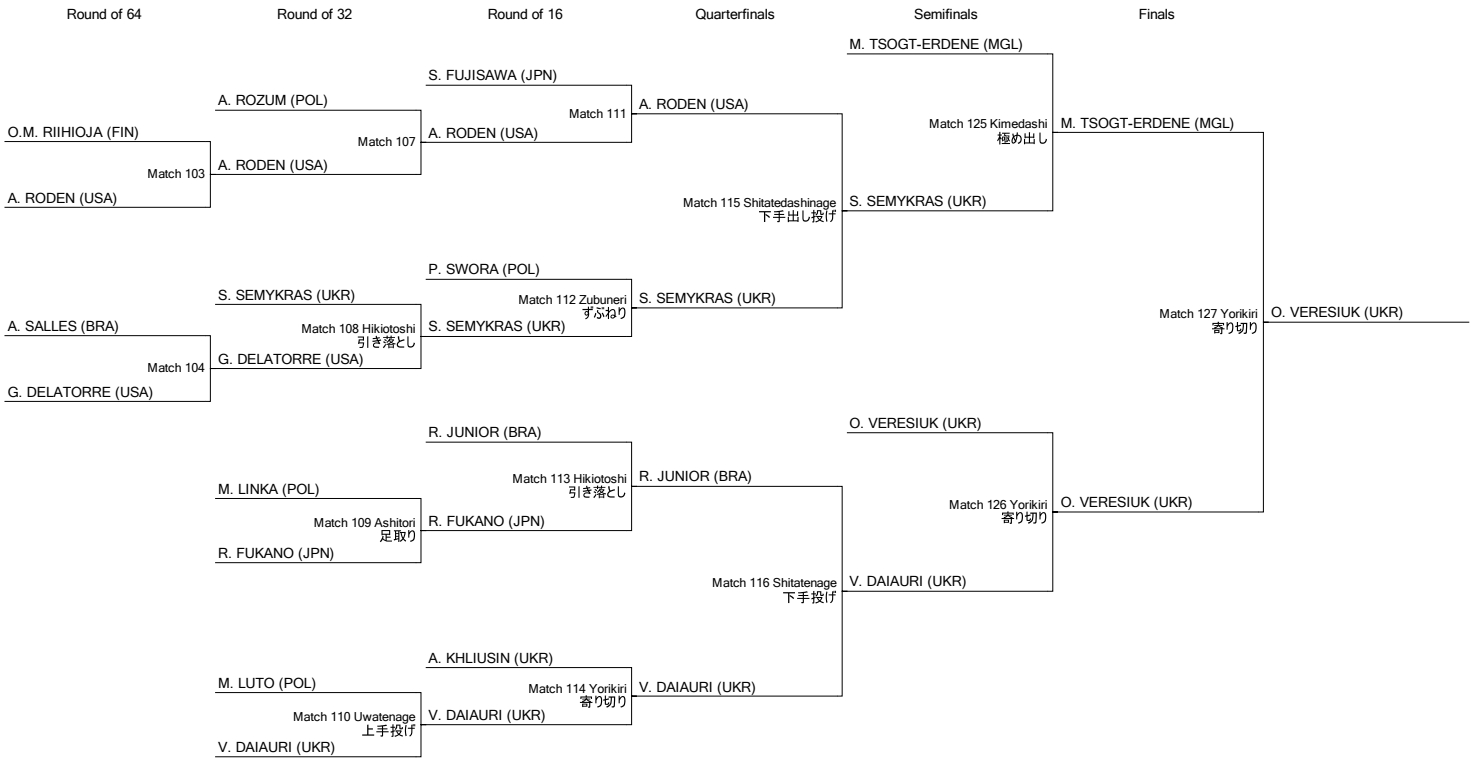 Round of 64
Round of 32
Round of 16
Quarterfinals
Semifinals
Finals
M. TSOGT-ERDENE (MGL)
S. FUJISAWA (JPN)
A. ROZUM (POL)
A. RODEN (USA)
Match 111
O.M. RIIHIOJA (FIN)
Match 125 Kimedashi
極め出し
M. TSOGT-ERDENE (MGL)
Match 107
A. RODEN (USA)
Match 103
A. RODEN (USA)
A. RODEN (USA)
Match 115 Shitatedashinage
下手出し投げ
S. SEMYKRAS (UKR)
P. SWORA (POL)
S. SEMYKRAS (UKR)
Match 112 Zubuneri
ずぶねり
S. SEMYKRAS (UKR)
A. SALLES (BRA)
Match 108 Hikiotoshi
引き落とし
S. SEMYKRAS (UKR)
Match 127 Yorikiri
寄り切り
O. VERESIUK (UKR)
Match 104
G. DELATORRE (USA)
G. DELATORRE (USA)
R. JUNIOR (BRA)
O. VERESIUK (UKR)
M. LINKA (POL)
Match 113 Hikiotoshi
引き落とし
R. JUNIOR (BRA)
Match 126 Yorikiri
寄り切り
O. VERESIUK (UKR)
Match 109 Ashitori
足取り
R. FUKANO (JPN)
R. FUKANO (JPN)
Match 116 Shitatenage
下手投げ
V. DAIAURI (UKR)
A. KHLIUSIN (UKR)
M. LUTO (POL)
Match 114 Yorikiri
寄り切り
V. DAIAURI (UKR)
Match 110 Uwatenage
上手投げ
V. DAIAURI (UKR)
V. DAIAURI (UKR)